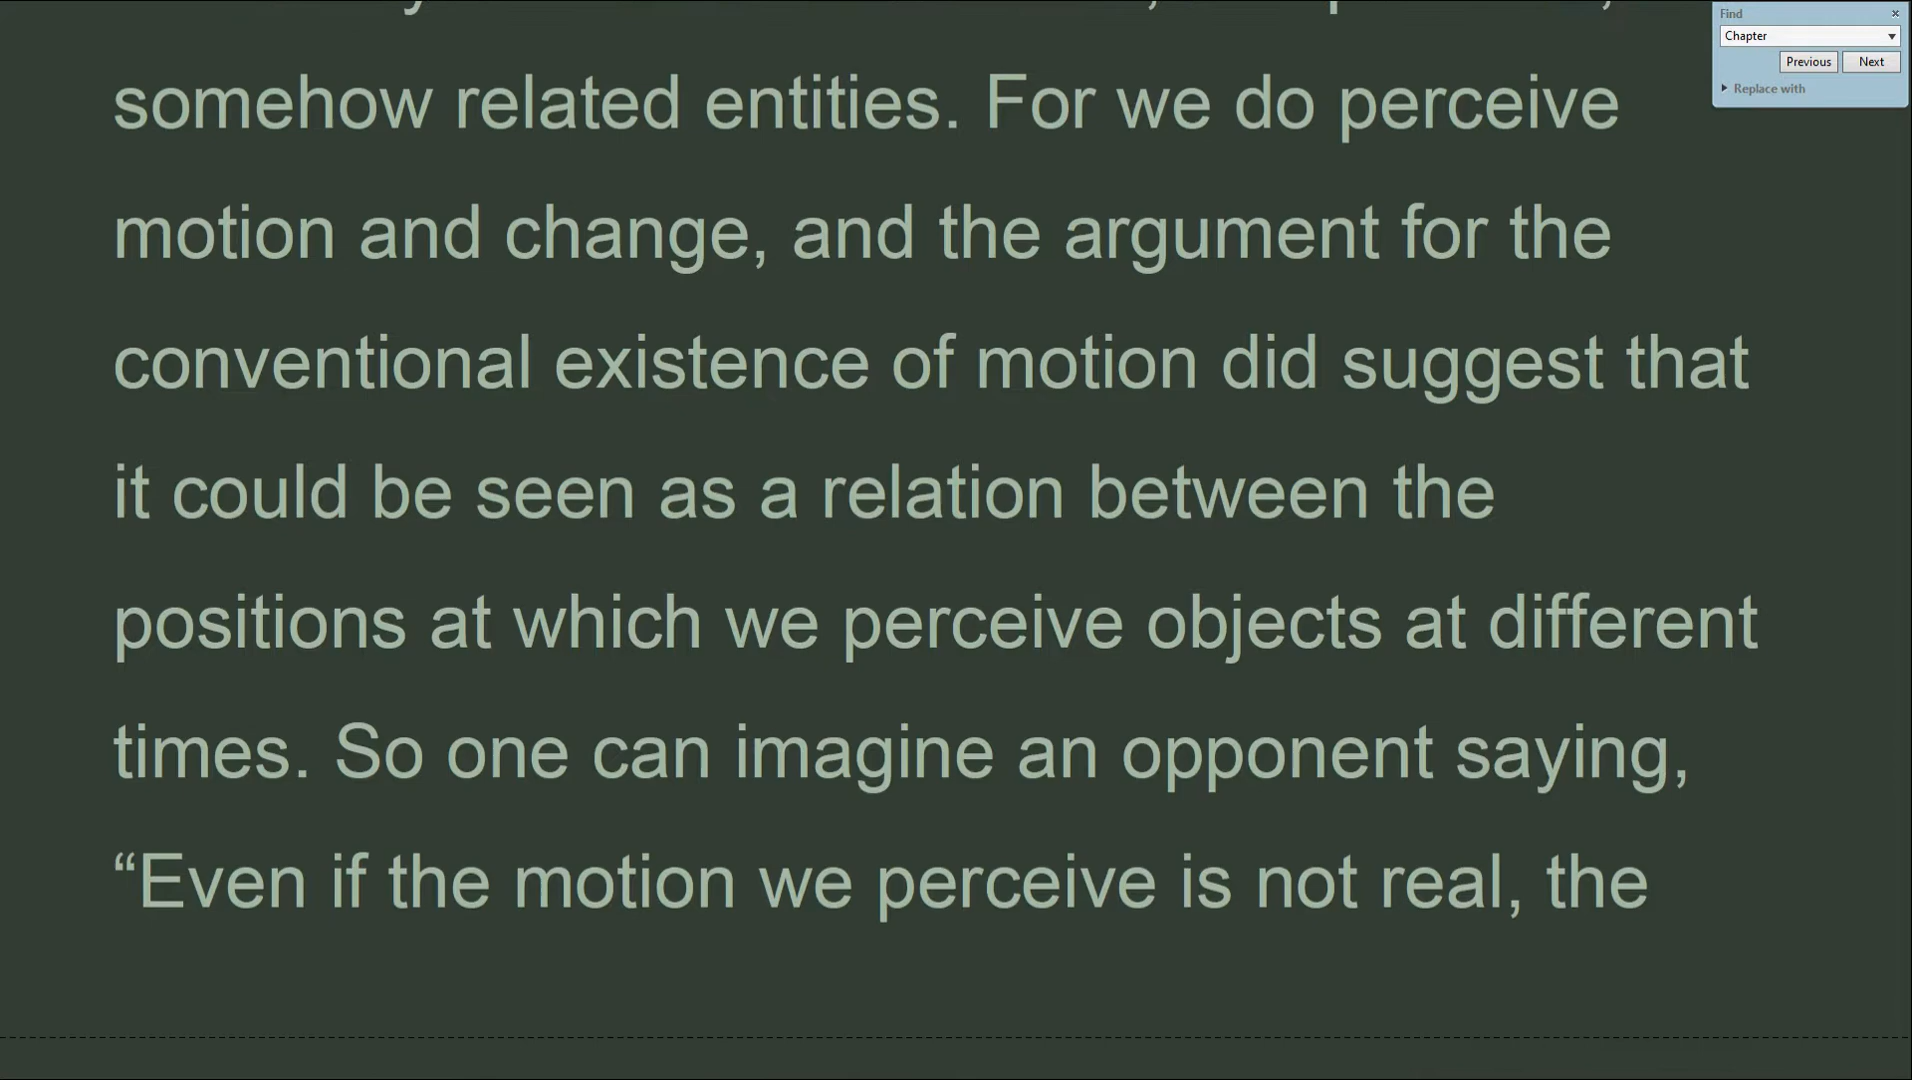 somehow related entities. For we do perceive
motion and change, and the argument for the
conventional existence of motion did suggest that
it could be seen as a relation between the
positions at which we perceive objects at different
times. So one can imagine an opponent saying,
“Even if the motion we perceive is not real, the
Find
Chapter
Previous Next
Replace with